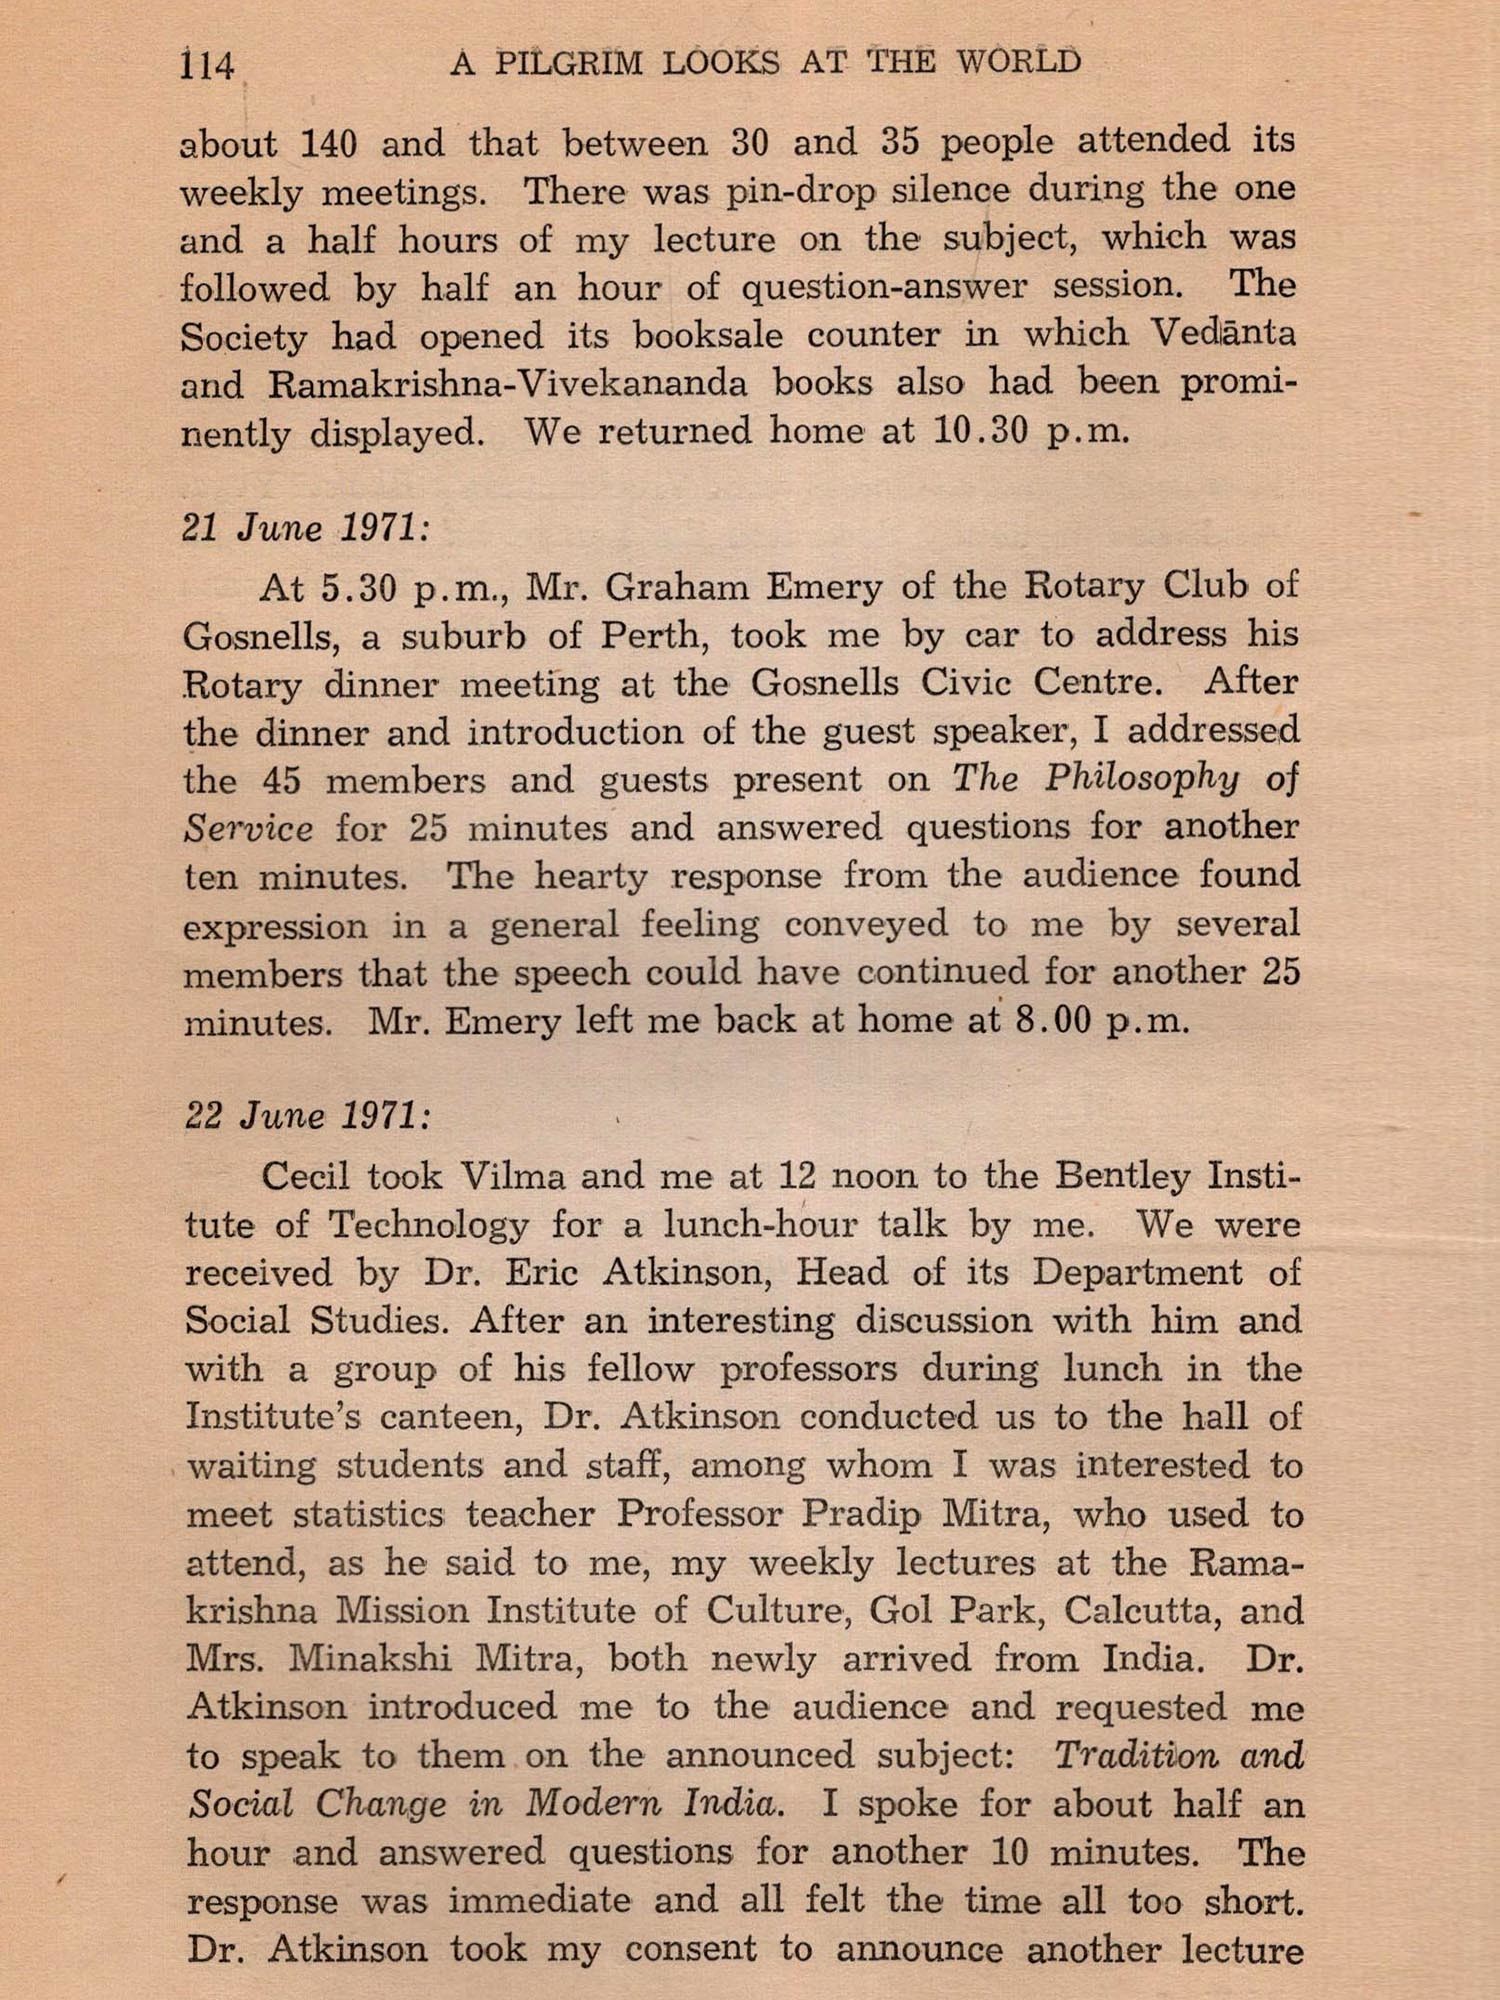 114 A PILGRIM LOOKS AT THE WORLD
about 140 and that between 30 and 35 people attended its
weekly meetings. There was pin-drop silence during the one
and a half hours of my lecture on the subject, which was
followed by half an hour of question-answer session. The
Society had opened its booksale counter in which Vedānta
and Ramakrishna-Vivekananda books also had been promi-
nently displayed. We returned home at 10.30 p.m.
21 June 1971:
At 5.30 p.m., Mr. Graham Emery of the Rotary Club of
Gosnells, a suburb of Perth, took me by car to address his
Rotary dinner meeting at the Gosnells Civic Centre. After
the dinner and introduction of the guest speaker, I addressed
the 45 members and guests present on The Philosophy of
Service for 25 minutes and answered questions for another
ten minutes. The hearty response from the audience found
expression in a general feeling conveyed to me by several
members that the speech could have continued for another 25
minutes. Mr. Emery left me back at home at 8.00 p.m.
22 June 1971:
Cecil took Vilma and me at 12 noon to the Bentley Insti-
tute of Technology for a lunch-hour talk by me. We were
received by Dr. Eric Atkinson, Head of its Department of
Social Studies. After an interesting discussion with him and
with a group of his fellow professors during lunch in the
Institute's canteen, Dr. Atkinson conducted us to the hall of
waiting students and staff, among whom I was interested to
meet statistics teacher Professor Pradip Mitra, who used to
attend, as he said to me, my weekly lectures at the Rama-
krishna Mission Institute of Culture, Gol Park, Calcutta, and
Mrs. Minakshi Mitra, both newly arrived from India. Dr.
Atkinson introduced me to the audience and requested me
to speak to them on the announced subject: Tradition and
Social Change in Modern India. I spoke for about half an
hour and answered questions for another 10 minutes. The
response was immediate and all felt the time all too short.
Dr. Atkinson took my consent to announce another lecture